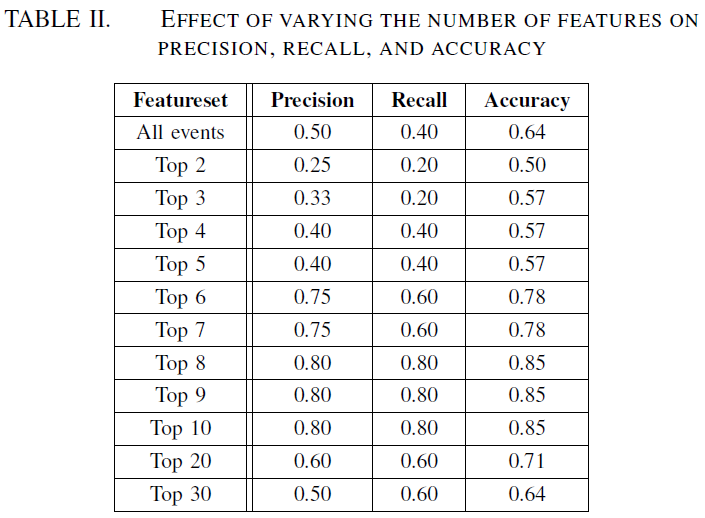 TABLE II. EFFECT OF VARYING THE NUMBER OF FEATURES ON
PRECISION, RECALL, AND ACCURACY
Featureset Precision Recall Accuracy
All events 0.50 0.40 0.64
Top 2 0.25 0.20 0.50
Top 3 0.33 0.20 0.57
Top 4 0.40 0.40 0.57
Top 5 0.40 0.40 0.57
Top 6 0.75 0.60 0.78
Top 7 0.75 0.60 0.78
Top 8 0.80 0.80 0.85
Top 9 0.80 0.80 0.85
Top 10 0.80 0.80 0.85
Top 20 0.60 0.60 0.71
Top 30 0.50 0.60 0.64